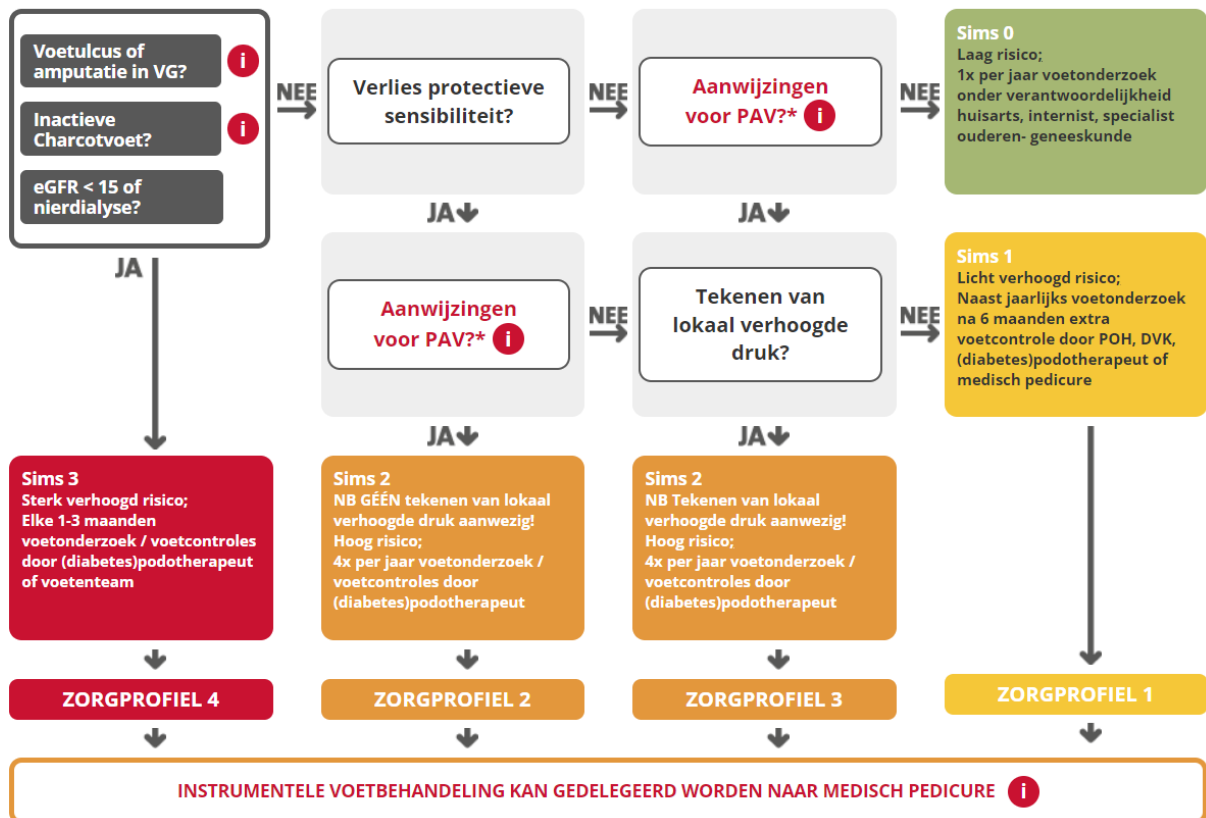 Voetulcus of
amputatie in VG?
i
Inactieve
Charcotvoet?
i
eGFR < 15 of
nierdialyse?
NEE
Verlies protectieve
sensibiliteit?
NEE
Aanwijzingen
voor PAV?* i
Sims 0
Laag risico;
1x per jaar voetonderzoek
onder verantwoordelijkheid
huisarts, internist, specialist
ouderen- geneeskunde
JA
JA
JA
Aanwijzingen
voor PAV?* i
NEE
Tekenen van
lokaal verhoogde
druk?
NEE
Sims 1
Licht verhoogd risico;
Naast jaarlijks voetonderzoek
na 6 maanden extra
voetcontrole door POH, DVK,
(diabetes)podotherapeut of
medisch pedicure
JA
JA
Sims 3
Sterk verhoogd risico;
Elke 1-3 maanden
voetonderzoek / voetcontroles
door (diabetes)podotherapeut
of voetenteam
Sims 2
NB GÉÉN tekenen van lokaal
verhoogde druk aanwezig!
Hoog risico;
4x per jaar voetonderzoek /
voetcontroles door
(diabetes)podotherapeut
Sims 2
NB Tekenen van lokaal
verhoogde druk aanwezig!
Hoog risico;
4x per jaar voetonderzoek /
voetcontroles door
(diabetes)podotherapeut
ZORGPROFIEL 4
ZORGPROFIEL 2
ZORGPROFIEL 3
ZORGPROFIEL 1
INSTRUMENTELE VOETBEHANDELING KAN GEDELEGEERD WORDEN NAAR MEDISCH PEDICURE i